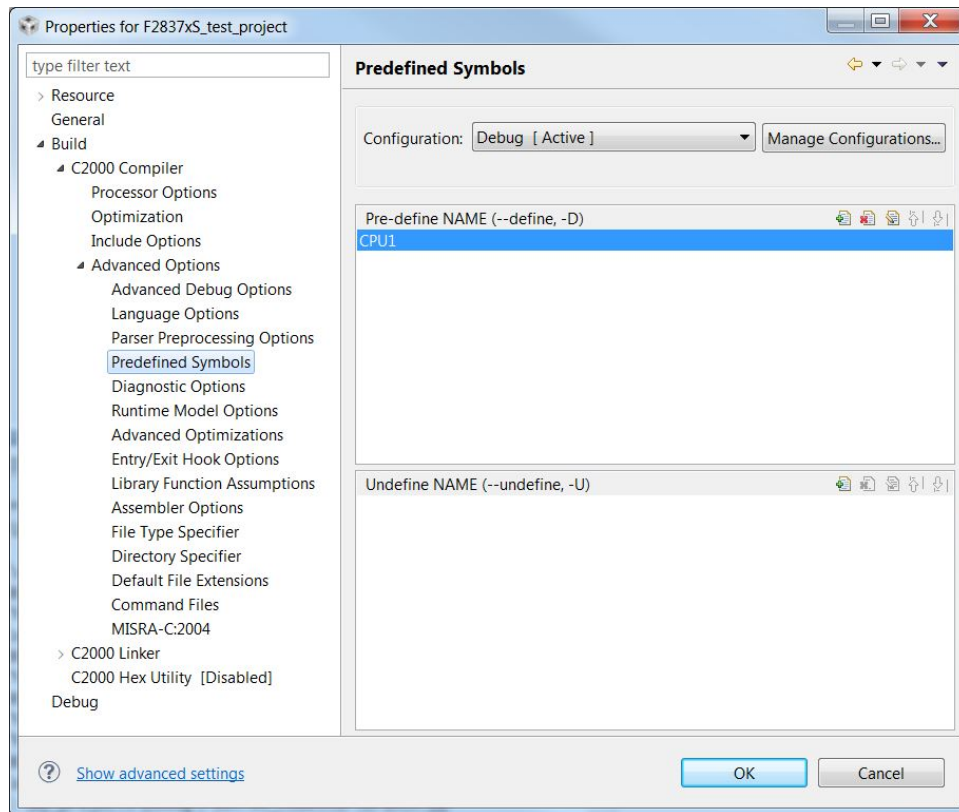 Properties for F2837xS_test_project
type filter text
Resource
General
Build
C2000 Compiler
Processor Options
Optimization
Include Options
Advanced Options
Advanced Debug Options
Language Options
Parser Preprocessing Options
Predefined Symbols
Diagnostic Options
Runtime Model Options
Advanced Optimizations
Entry/Exit Hook Options
Library Function Assumptions
Assembler Options
File Type Specifier
Directory Specifier
Default File Extensions
Command Files
MISRA-C:2004
C2000 Linker
C2000 Hex Utility [Disabled]
Debug
Predefined Symbols
Configuration: Debug [ Active ] Manage Configurations...
Pre-define NAME (--define, -D)
CPU1
Undefine NAME (--undefine, -U)
Show advanced settings
OK Cancel